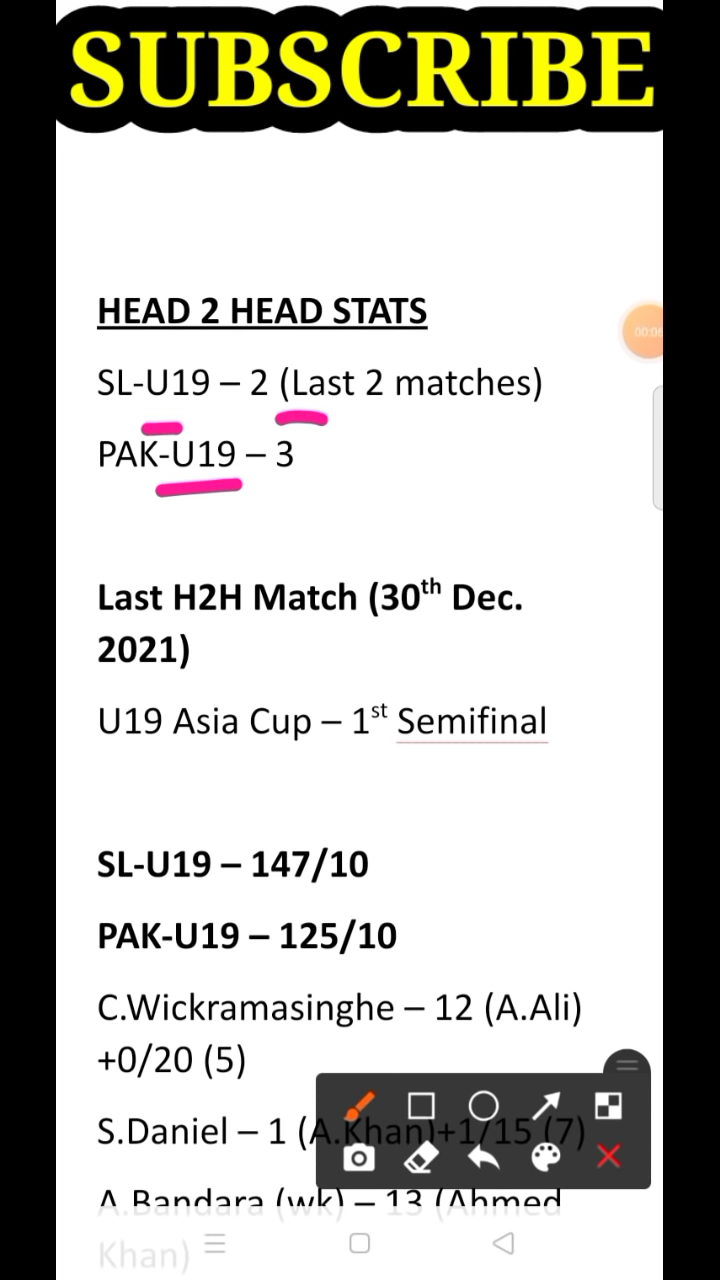 SUBSCRIBE
HEAD 2 HEAD STATS
SL-U19 – 2 (Last 2 matches)
PAK-U19 – 3
Last H2H Match (30th Dec.
2021)
U19 Asia Cup – 1st Semifinal
SL-U19 – 147/10
PAK-U19 – 125/10
C.Wickramasinghe – 12 (A.Ali)
+0/20 (5)
S.Daniel – 1 (A.Khan)+1/15 (7)
A.Bandara (wk) – 13 (Ahmed
Khan)